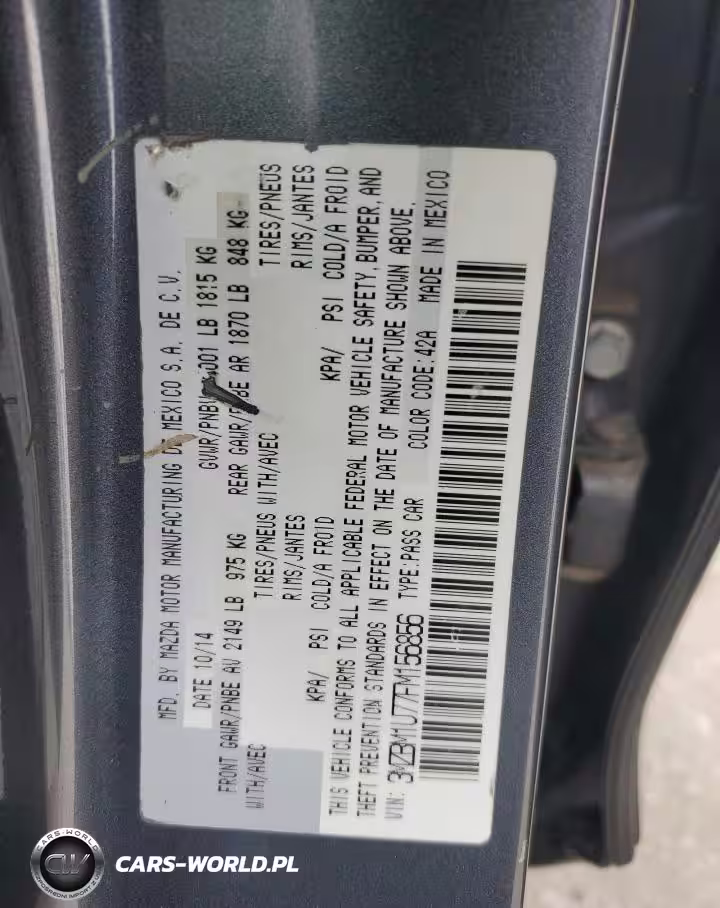 MFD. BY MAZDA MOTOR MANUFACTURING DE MEXICO S.A. DE C.V.
DATE 10/14 LB 1815 KG
FRONT GAWR/PNBE AV 2149 LB 975 KG REAR GAWR/PNBE AR 1870 LB 848 KG
WITH/AVEC TIRES/PNEUS WITH/AVEC TIRES/PNEUS
RIMS/JANTES RIMS/JANTES
KPA/ PSI COLD/A FROID KPA/ PSI COLD/A FROID
THIS VEHICLE CONFORMS TO ALL APPLICABLE FEDERAL MOTOR VEHICLE SAFETY, BUMPER, AND
THEFT PREVENTION STANDARDS IN EFFECT ON THE DATE OF MANUFACTURE SHOWN ABOVE.
VIN: 3MZBM1U77FM156856 TYPE:PASS CAR COLOR CODE:42A MADE IN MEXICO
CARS-WORLD
CW
CARS-WORLD.PL